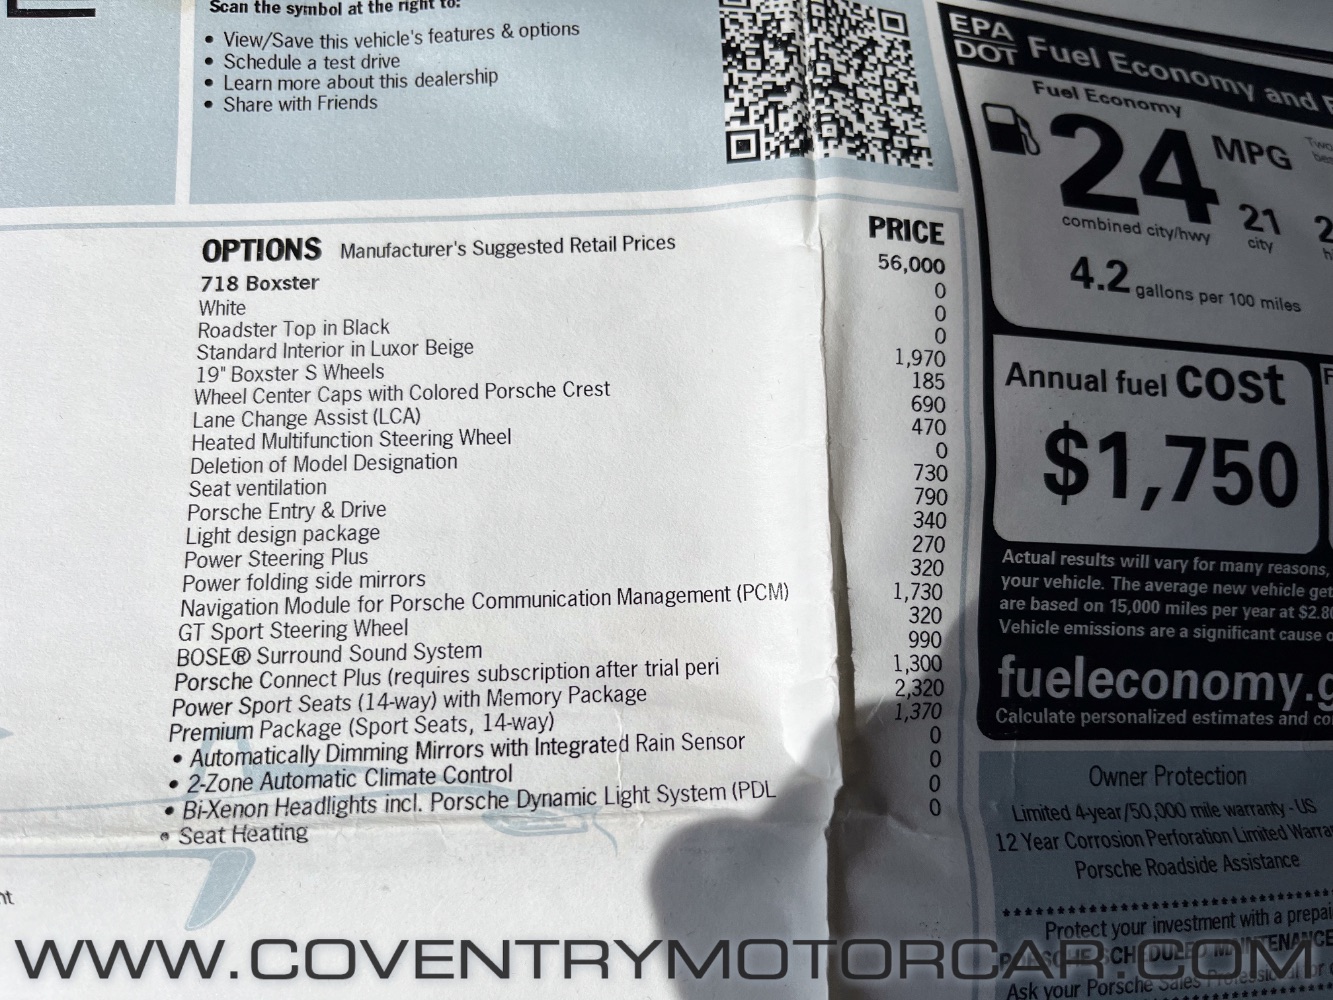 Scan the symbol at the right to:
• View/Save this vehicle's features & options
• Schedule a test drive
• Learn more about this dealership
• Share with Friends
OPTIONS Manufacturer's Suggested Retail Prices PRICE
718 Boxster 56,000
White 0
Roadster Top in Black 0
Standard Interior in Luxor Beige 0
19" Boxster S Wheels 1,970
Wheel Center Caps with Colored Porsche Crest 185
Lane Change Assist (LCA) 690
Heated Multifunction Steering Wheel 470
Deletion of Model Designation 0
Seat ventilation 730
Porsche Entry & Drive 790
Light design package 340
Power Steering Plus 270
Power folding side mirrors 320
Navigation Module for Porsche Communication Management (PCM) 1,730
GT Sport Steering Wheel 320
BOSE® Surround Sound System 990
Porsche Connect Plus (requires subscription after trial peri 1,300
Power Sport Seats (14-way) with Memory Package 2,320
Premium Package (Sport Seats, 14-way) 1,370
• Automatically Dimming Mirrors with Integrated Rain Sensor 0
• 2-Zone Automatic Climate Control 0
• Bi-Xenon Headlights incl. Porsche Dynamic Light System (PDL 0
• Seat Heating 0
EPA
DOT Fuel Economy and
Fuel Economy
24 MPG
combined city/hwy
21
city
4.2 gallons per 100 miles
Annual fuel cost
$1,750
Actual results will vary for many reasons,
your vehicle. The average new vehicle get
are based on 15,000 miles per year at $2.8
Vehicle emissions are a significant cause
fueleconomy.g
Calculate personalized estimates and co
Owner Protection
Limited 4-year/50,000 mile warranty - US
12 Year Corrosion Perforation Limited Warra
Porsche Roadside Assistance
Protect your investment with a prepai
PORSCHE SCHEDULED MAINTENANCE
Ask your Porsche Sales Professional for
WWW.COVENTRYMOTORCAR.COM